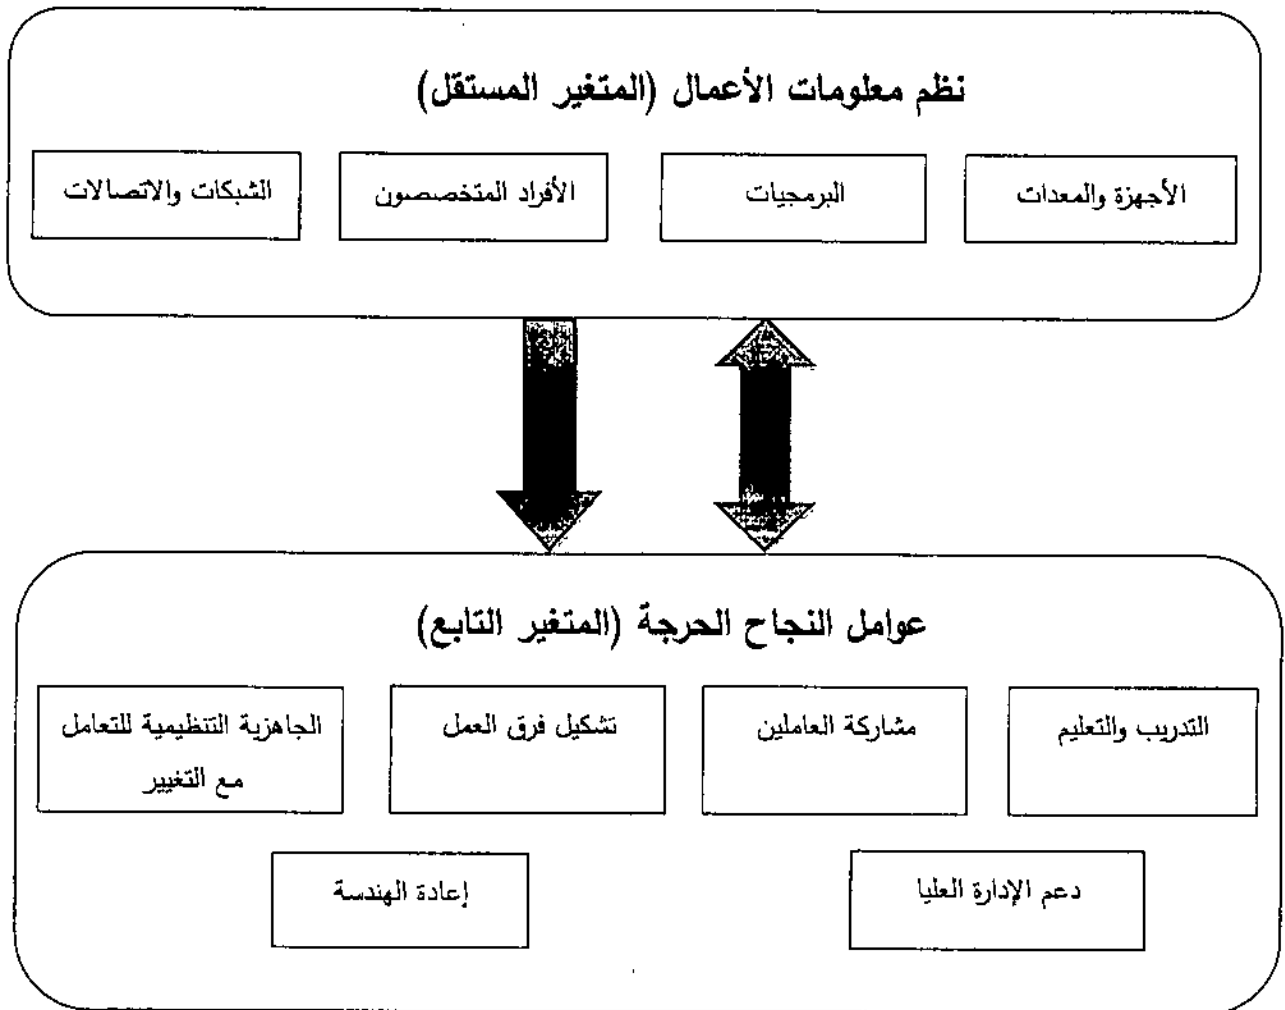 نظم معلومات الأعمال (المتغير المستقل)
الأجهزة والمعدات
البرمجيات
الأفراد المتخصصون
الشبكات والاتصالات
عوامل النجاح الحرجة (المتغير التابع)
التدريب والتعليم
مشاركة العاملين
تشكيل فرق العمل
الجاهزية التنظيمية للتعامل
مع التغيير
دعم الإدارة العليا
إعادة الهندسة